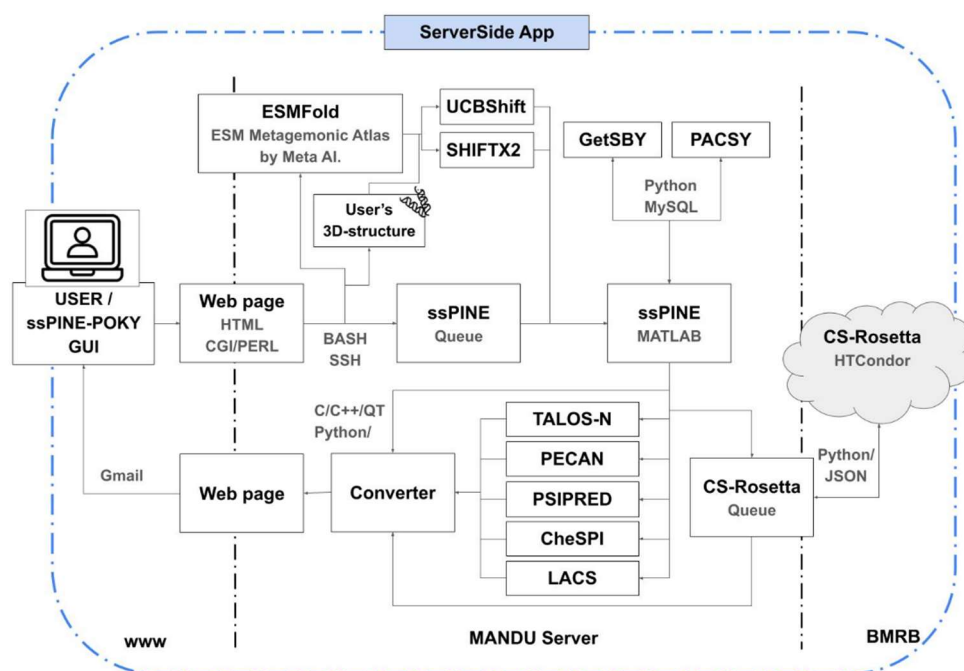 ServerSide App
ESMFold
ESM Metagemonic Atlas
by Meta AI.
UCBShift
SHIFTX2
GetSBY
PACSY
Python
MySQL
User's
3D-structure
USER /
ssPINE-POKY
GUI
Web page
HTML
CGI/PERL
BASH
SSH
ssPINE
Queue
ssPINE
MATLAB
CS-Rosetta
HTCondor
C/C++/QT
Python/
TALOS-N
PECAN
PSIPRED
CheSPI
LACS
Python/
JSON
CS-Rosetta
Queue
Gmail
Web page
Converter
www
MANDU Server
BMRB